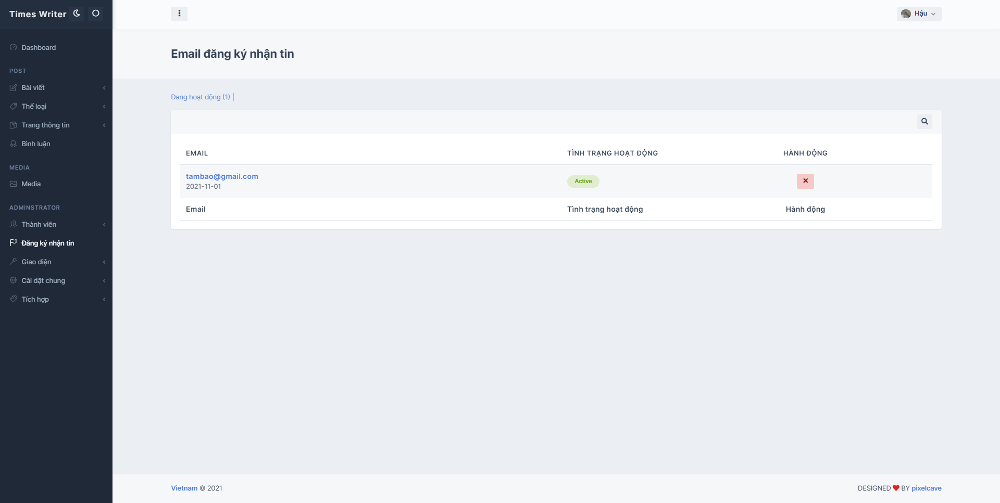 Times Writer
Hậu
Dashboard
POST
Bài viết
Thể loại
Trang thông tin
Bình luận
MEDIA
Media
ADMINSTRATOR
Thành viên
Đăng ký nhận tin
Giao diện
Cài đặt chung
Tích hợp
Email đăng ký nhận tin
Đang hoạt động (1) |
EMAIL TÌNH TRẠNG HOẠT ĐỘNG HÀNH ĐỘNG
tambao@gmail.com Active
2021-11-01
Email Tình trạng hoạt động Hành động
Vietnam © 2021 DESIGNED ❤ BY pixelcave